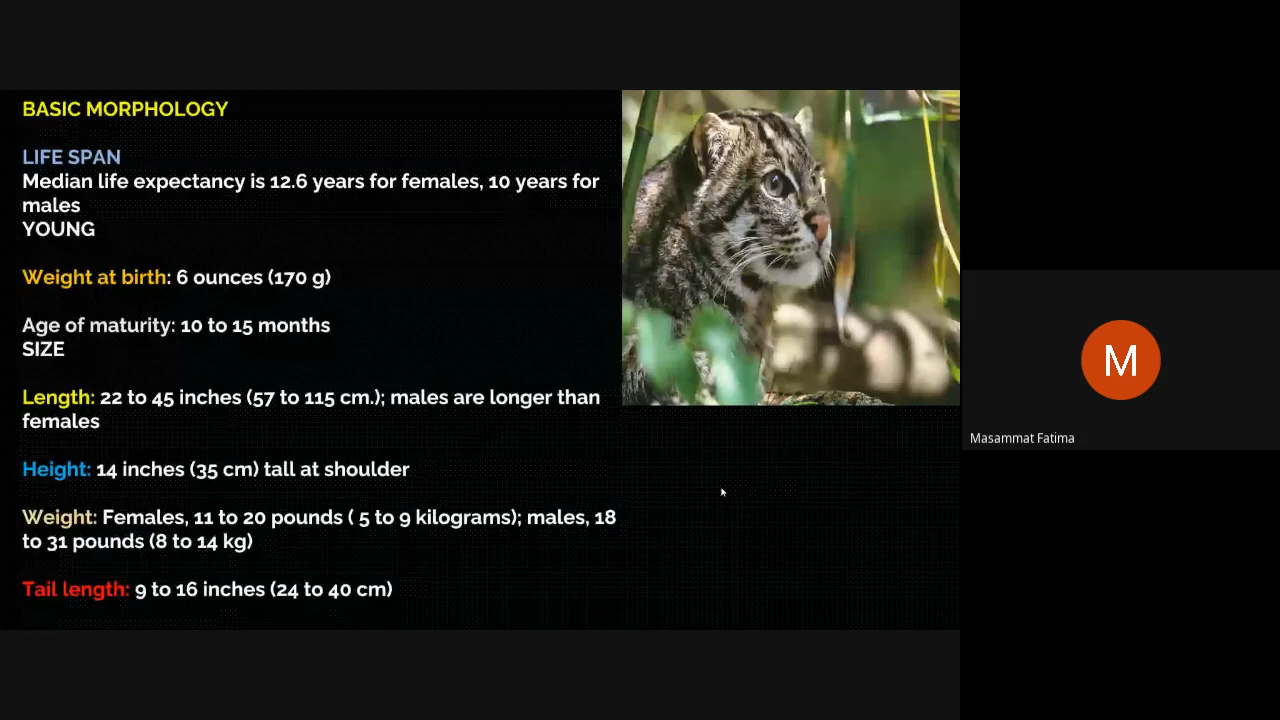 BASIC MORPHOLOGY
LIFE SPAN
Median life expectancy is 12.6 years for females, 10 years for
males
YOUNG
Weight at birth: 6 ounces (170 g)
Age of maturity: 10 to 15 months
SIZE
Length: 22 to 45 inches (57 to 115 cm.); males are longer than
females
Height: 14 inches (35 cm) tall at shoulder
Weight: Females, 11 to 20 pounds ( 5 to 9 kilograms); males, 18
to 31 pounds (8 to 14 kg)
Tail length: 9 to 16 inches (24 to 40 cm)
M
Masammat Fatima